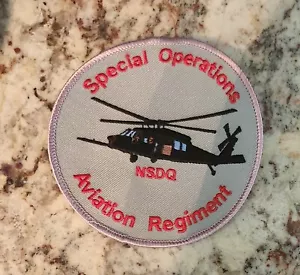 Special Operations
NSDQ
Aviation Regiment